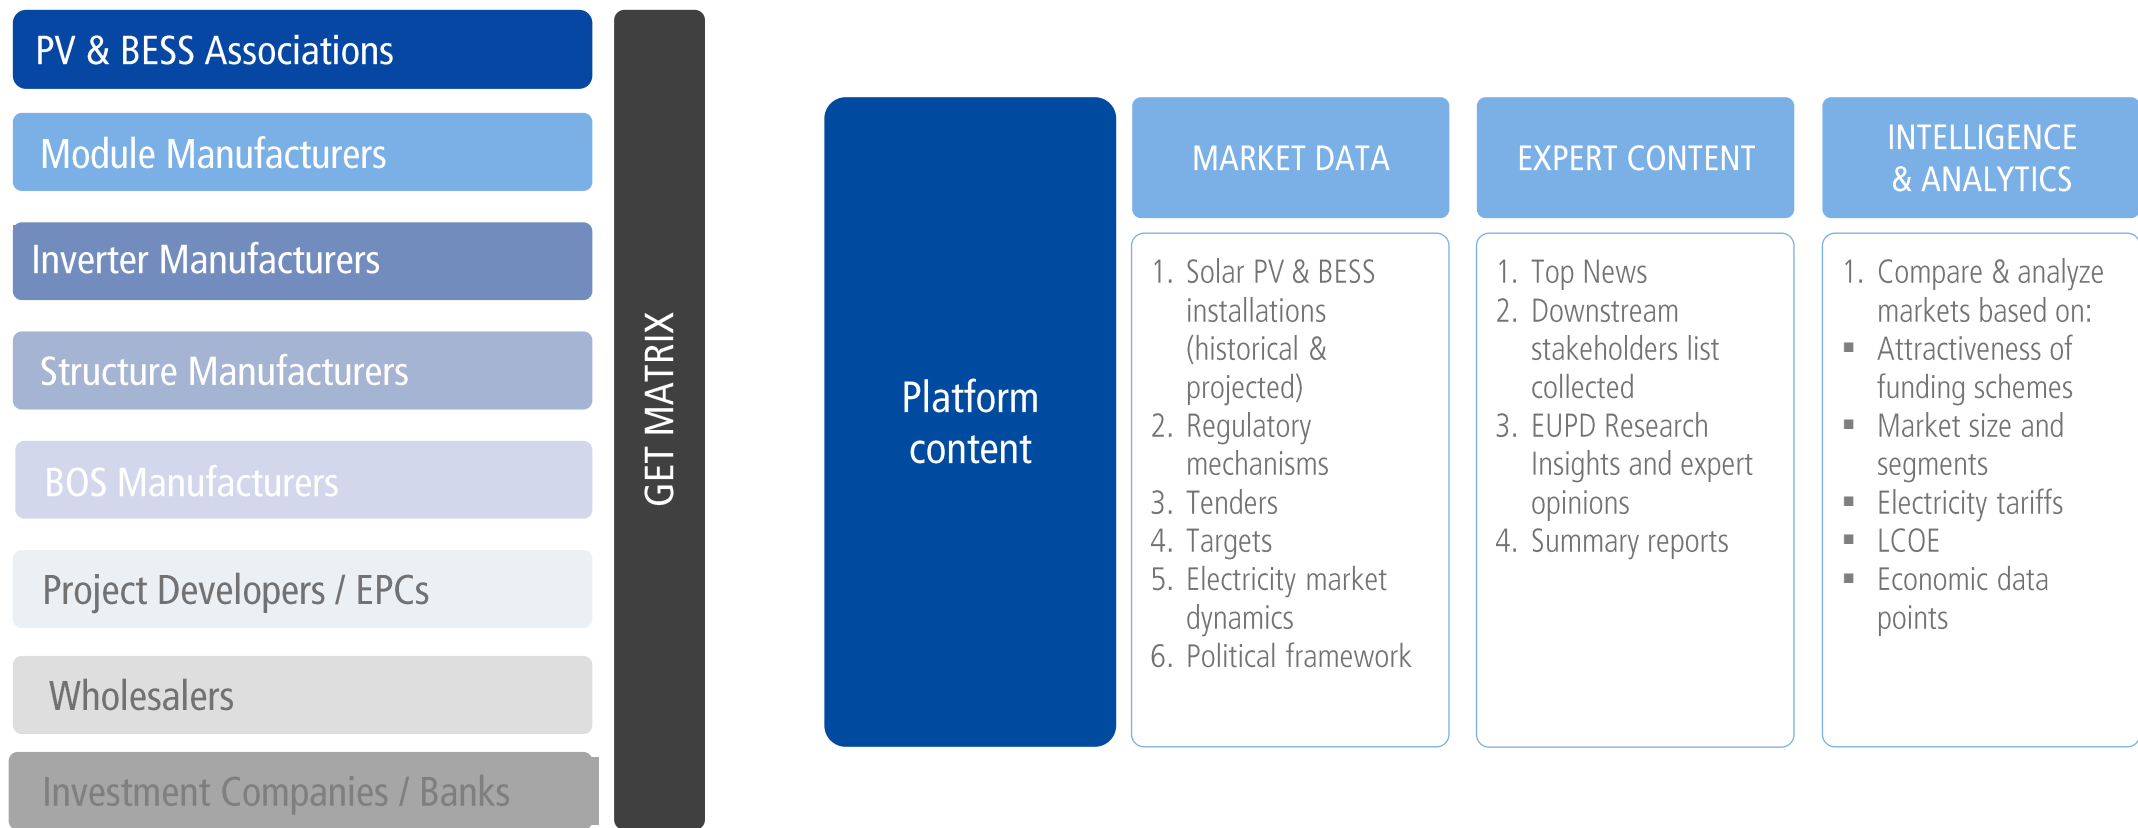 PV & BESS Associations
Module Manufacturers
Inverter Manufacturers
Structure Manufacturers
BOS Manufacturers
Project Developers / EPCs
Wholesalers
Investment Companies / Banks
GET MATRIX
Platform
content
MARKET DATA
1. Solar PV & BESS
installations
(historical &
projected)
2. Regulatory
mechanisms
3. Tenders
4. Targets
5. Electricity market
dynamics
6. Political framework
EXPERT CONTENT
1. Top News
2. Downstream
stakeholders list
collected
3. EUPD Research
Insights and expert
opinions
4. Summary reports
INTELLIGENCE
& ANALYTICS
1. Compare & analyze
markets based on:
▪ Attractiveness of
funding schemes
▪ Market size and
segments
▪ Electricity tariffs
▪ LCOE
▪ Economic data
points